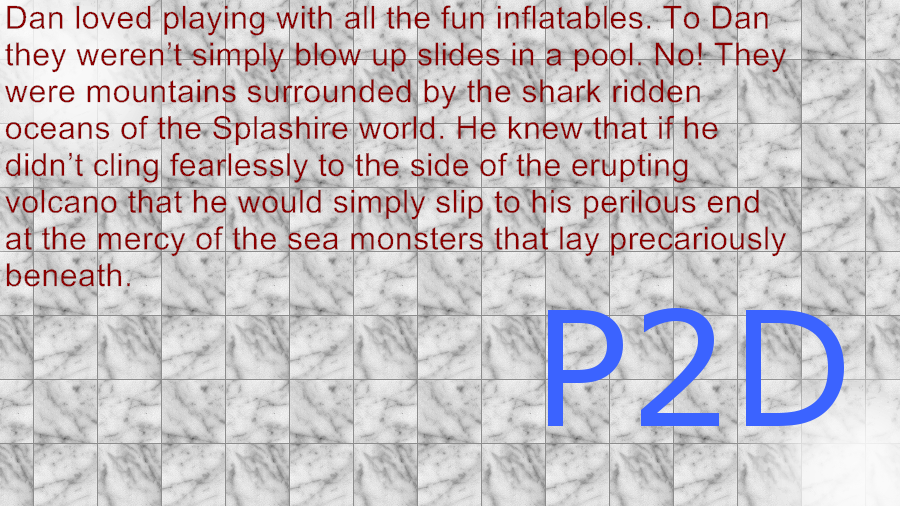 Dan loved playing with all the fun inflatables. To Dan
they weren’t simply blow up slides in a pool. No! They
were mountains surrounded by the shark ridden
oceans of the Splashire world. He knew that if he
didn’t cling fearlessly to the side of the erupting
volcano that he would simply slip to his perilous end
at the mercy of the sea monsters that lay precariously
beneath.
P2D